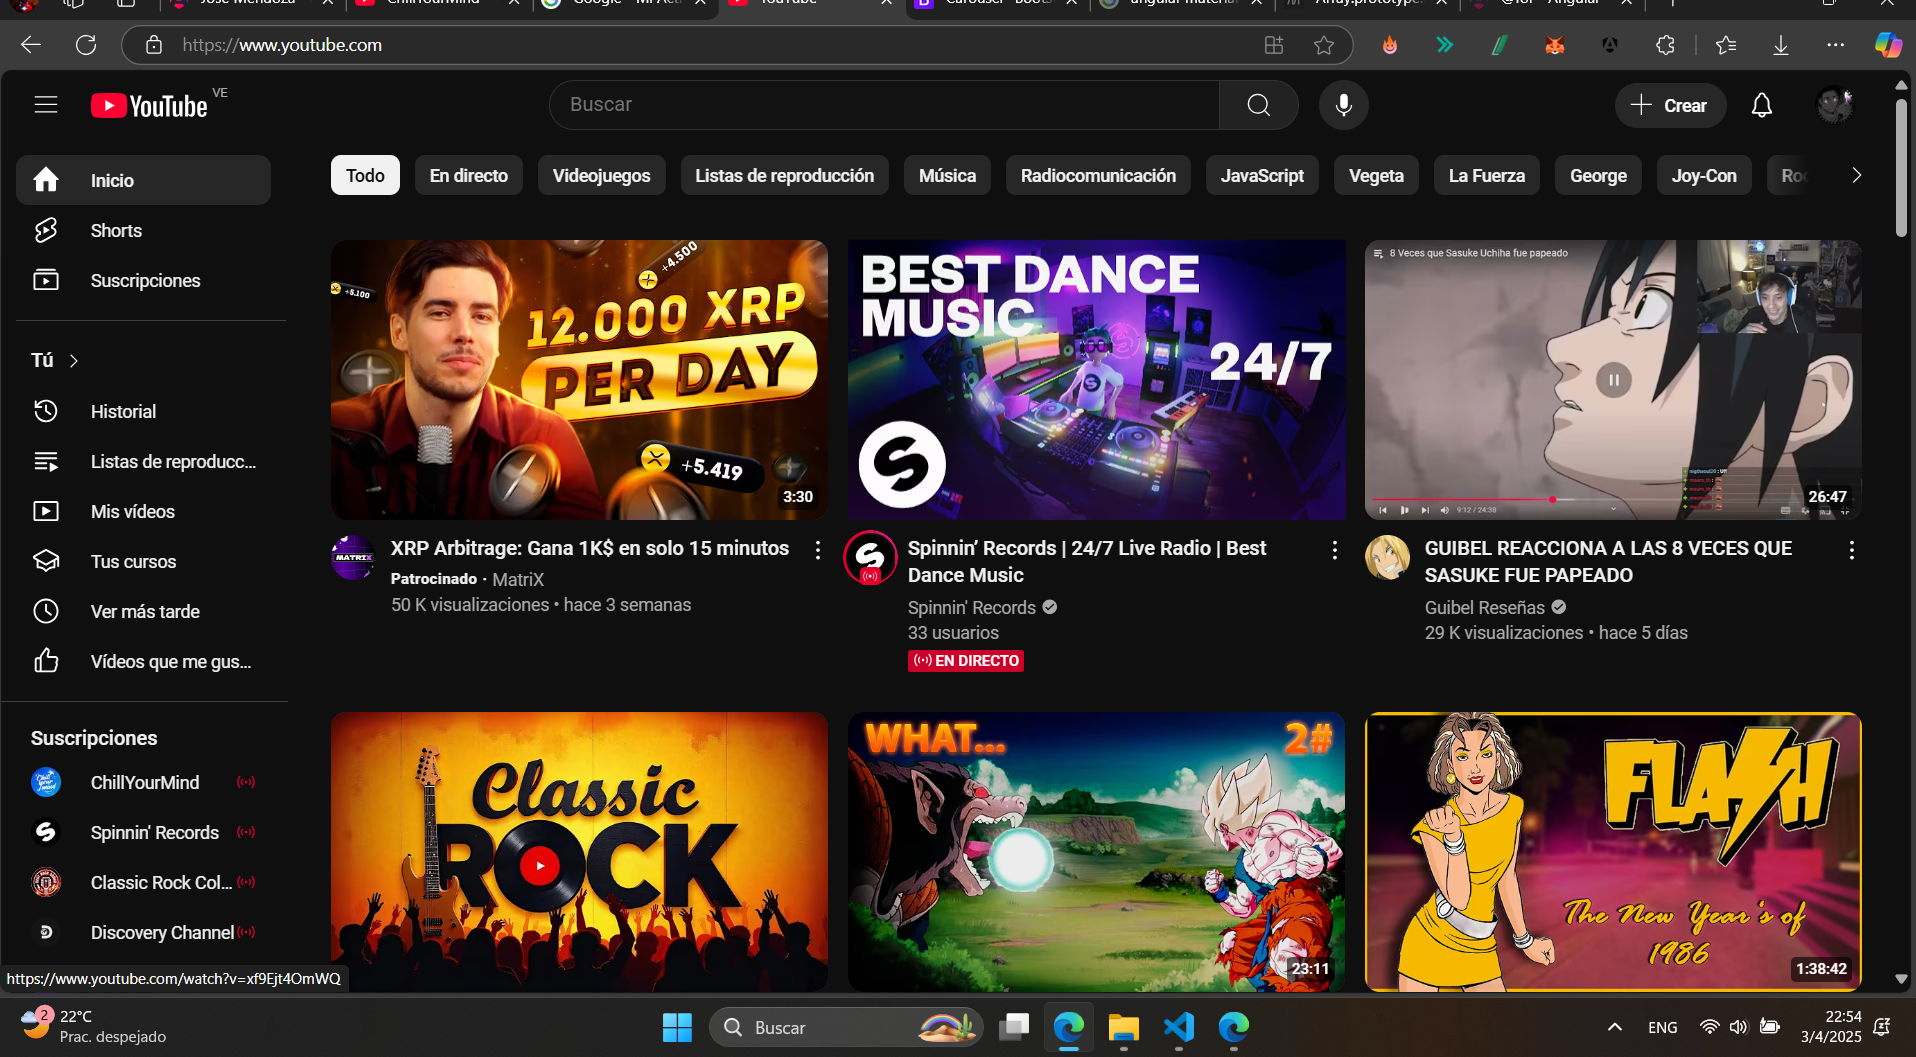 José Mendoza
ChillYourMind
Google - Mi Acti
YouTube
Carousel · Boots
angular material
Array.prototype.
@for · Angular
https://www.youtube.com
YouTube VE
Buscar
Crear
Inicio
Shorts
Suscripciones
Tú
Historial
Listas de reproducc...
Mis vídeos
Tus cursos
Ver más tarde
Vídeos que me gus...
Suscripciones
ChillYourMind
Spinnin' Records
Classic Rock Col...
Discovery Channel
https://www.youtube.com/watch?v=xf9Ejt4OmWQ
Todo
En directo
Videojuegos
Listas de reproducción
Música
Radiocomunicación
JavaScript
Vegeta
La Fuerza
George
Joy-Con
+4.500
+5.100
12.000 XRP
PER DAY
+5.419
3:30
MATRIX
XRP Arbitrage: Gana 1K$ en solo 15 minutos
Patrocinado · MatriX
50 K visualizaciones • hace 3 semanas
BEST DANCE
MUSIC
24/7
Spinnin’ Records | 24/7 Live Radio | Best
Dance Music
Spinnin' Records
33 usuarios
EN DIRECTO
8 Veces que Sasuke Uchiha fue papeado
9:12 / 24:38
26:47
GUIBEL REACCIONA A LAS 8 VECES QUE
SASUKE FUE PAPEADO
Guibel Reseñas
29 K visualizaciones • hace 5 días
Classic
ROCK
WHAT...
2#
23:11
FLASH
The New Year's of
1986
1:38:42
2
22°C
Prac. despejado
Buscar
ENG
22:54
3/4/2025